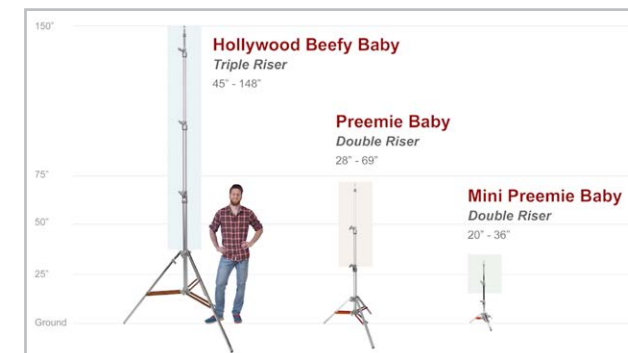 150"
Hollywood Beefy Baby
Triple Riser
45" - 148"
Preemie Baby
Double Riser
28" - 69"
75"
Mini Preemie Baby
Double Riser
20" - 36"
50"
25"
Ground